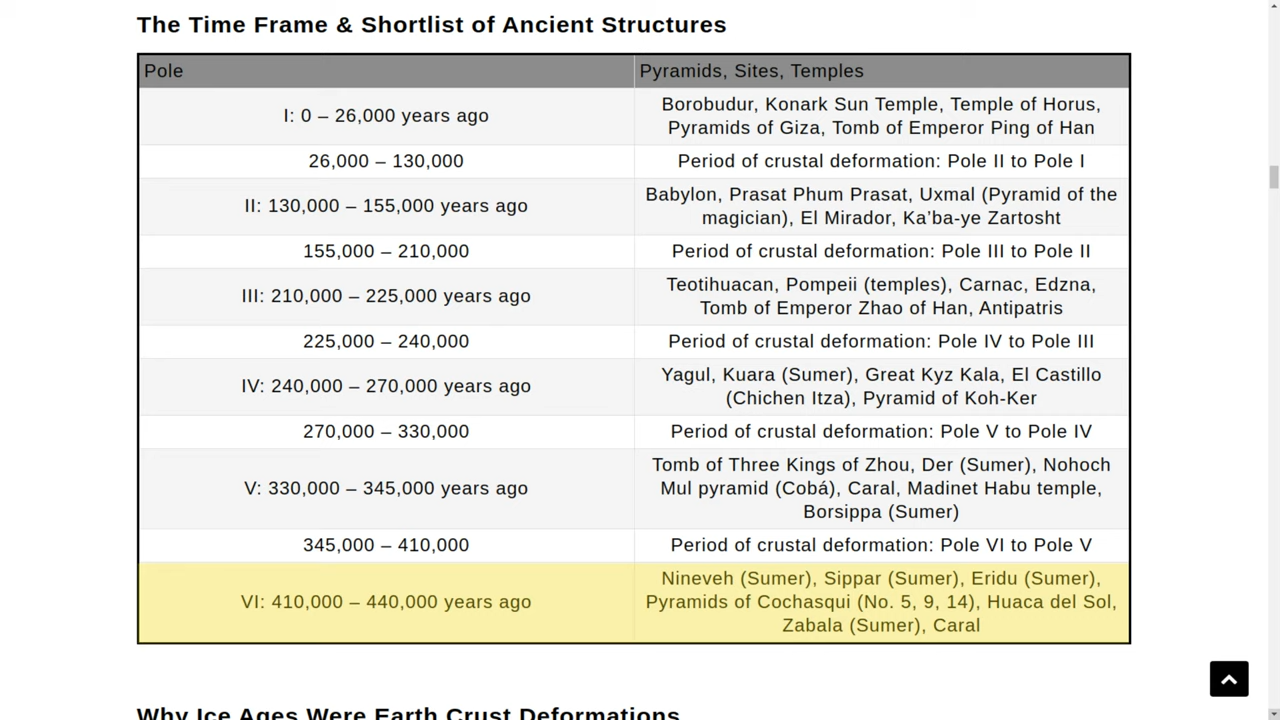 The Time Frame & Shortlist of Ancient Structures
Pole
Pyramids, Sites, Temples
I: 0 – 26,000 years ago
Borobudur, Konark Sun Temple, Temple of Horus,
Pyramids of Giza, Tomb of Emperor Ping of Han
26,000 – 130,000
Period of crustal deformation: Pole II to Pole I
II: 130,000 – 155,000 years ago
Babylon, Prasat Phum Prasat, Uxmal (Pyramid of the
magician), El Mirador, Ka’ba-ye Zartosht
155,000 – 210,000
Period of crustal deformation: Pole III to Pole II
III: 210,000 – 225,000 years ago
Teotihuacan, Pompeii (temples), Carnac, Edzna,
Tomb of Emperor Zhao of Han, Antipatris
225,000 – 240,000
Period of crustal deformation: Pole IV to Pole III
IV: 240,000 – 270,000 years ago
Yagul, Kuara (Sumer), Great Kyz Kala, El Castillo
(Chichen Itza), Pyramid of Koh-Ker
270,000 – 330,000
Period of crustal deformation: Pole V to Pole IV
V: 330,000 – 345,000 years ago
Tomb of Three Kings of Zhou, Der (Sumer), Nohoch
Mul pyramid (Cobá), Caral, Madinet Habu temple,
Borsippa (Sumer)
345,000 – 410,000
Period of crustal deformation: Pole VI to Pole V
VI: 410,000 – 440,000 years ago
Nineveh (Sumer), Sippar (Sumer), Eridu (Sumer),
Pyramids of Cochasqui (No. 5, 9, 14), Huaca del Sol,
Zabala (Sumer), Caral
Why Ice Ages Were Earth Crust Deformations